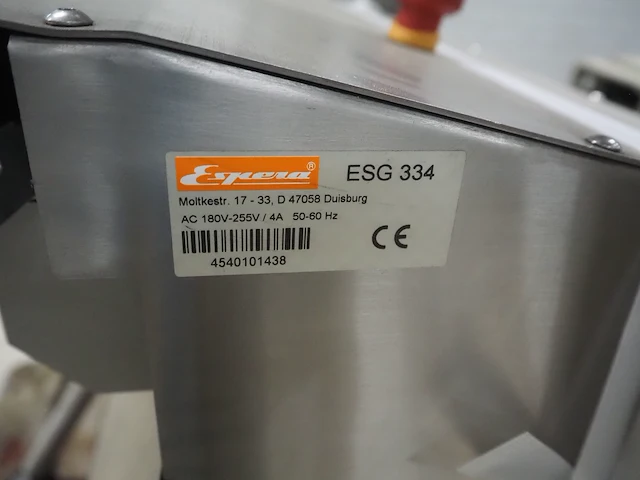 Espera® ESG 334
Moltkestr. 17 - 33, D 47058 Duisburg
AC 180V-255V / 4A 50-60 Hz
4540101438
CE